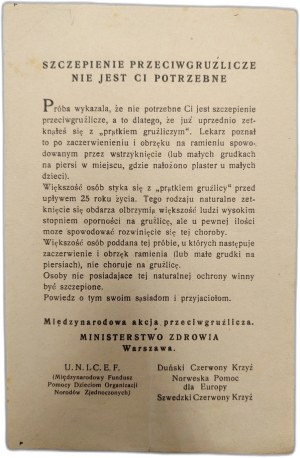 SZCZEPIENIE PRZECIWGRUŹLICZE
NIE JEST CI POTRZEBNE
Próba wykazała, że nie potrzebne Ci jest szczepienie
przeciwgruźlicze, a to dlatego, że już uprzednio zet-
knąłeś się z „prątkiem gruźliczym". Lekarz poznał
to po zaczerwienieniu i obrzęku na ramieniu spowo-
dowanym przez wstrzyknięcie (lub małych grudkach
na piersi w miejscu, gdzie nałożono plaster u małych
dzieci).
Większość osób styka się z „prątkiem gruźlicy" przed
upływem 25 roku życia. Tego rodzaju naturalne zet-
knięcie się obdarza olbrzymią większość ludzi wysokim
stopniem oporności na gruźlicę, ale u pewnej ilości
może spowodować rozwinięcie się tej choroby.
Większość osób poddana tej próbie, u których następuje
zaczerwienie i obrzęk ramienia (lub małe grudki na
piersiach), nie choruje na gruźlicę.
Osoby nie posiadające tej naturalnej ochrony winny
być szczepione.
Powiedz o tym swoim sąsiadom i przyjaciołom.
Międzynarodowa akcja przeciwgruźlicza.
MINISTERSTWO ZDROWIA
Warszawa.
U. N. I. C. E. F.
(Międzynarodowy Fundusz
Pomocy Dzieciom Organizacji
Norodów Zjednoczonych)
Duński Czerwony Krzyż
Norweska Pomoc
dla Europy
Szwedzki Czerwony Krzyż